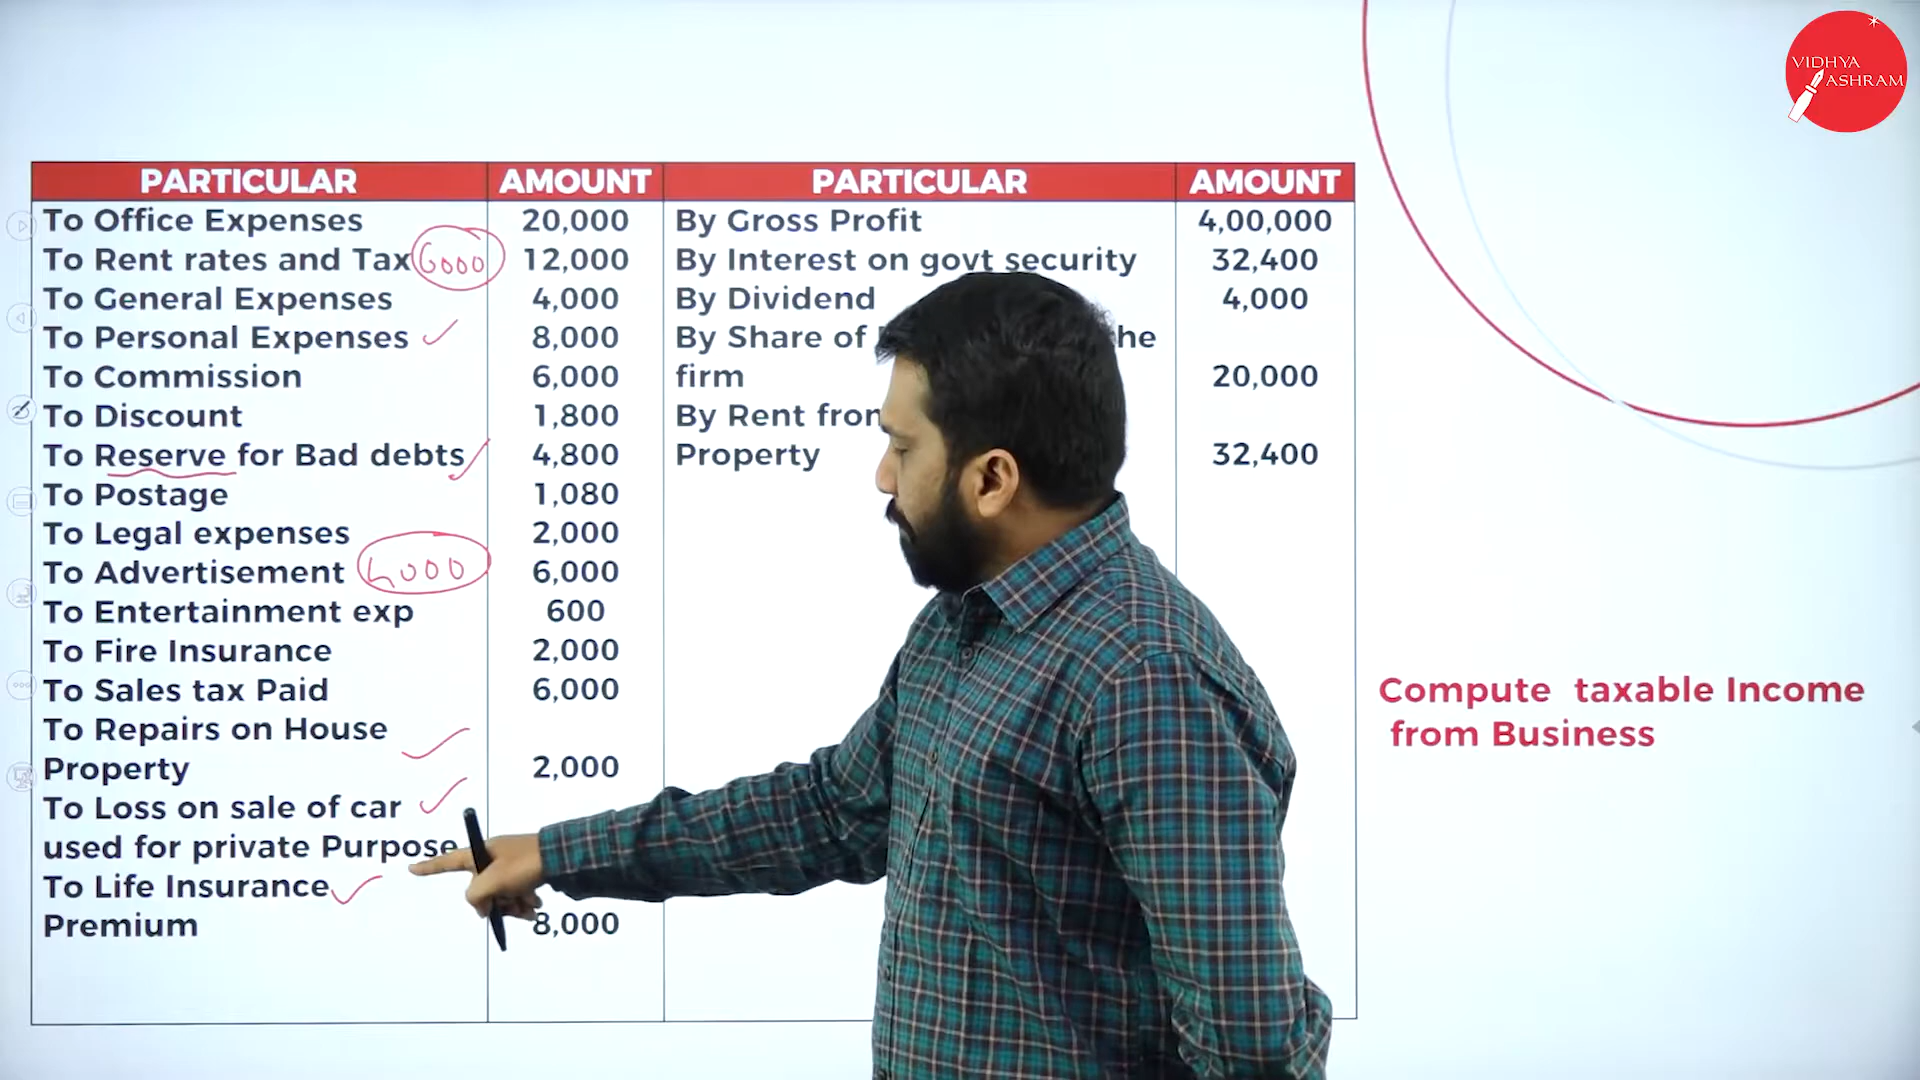 VIDHYA
ASHRAM
PARTICULAR AMOUNT PARTICULAR AMOUNT
To Office Expenses 20,000 By Gross Profit 4,00,000
To Rent rates and Tax 6000 12,000 By Interest on govt security 32,400
To General Expenses 4,000 By Dividend 4,000
To Personal Expenses 8,000 By Share of
To Commission 6,000 firm 20,000
To Discount 1,800 By Rent
To Reserve for Bad debts 4,800 Property 32,400
To Postage 1,080
To Legal expenses 2,000
To Advertisement 6,000
To Entertainment exp 600
To Fire Insurance 2,000
To Sales tax Paid 6,000
To Repairs on House
Property 2,000
To Loss on sale of car
used for private Purpose
To Life Insurance
Premium 8,000
Compute taxable Income
from Business